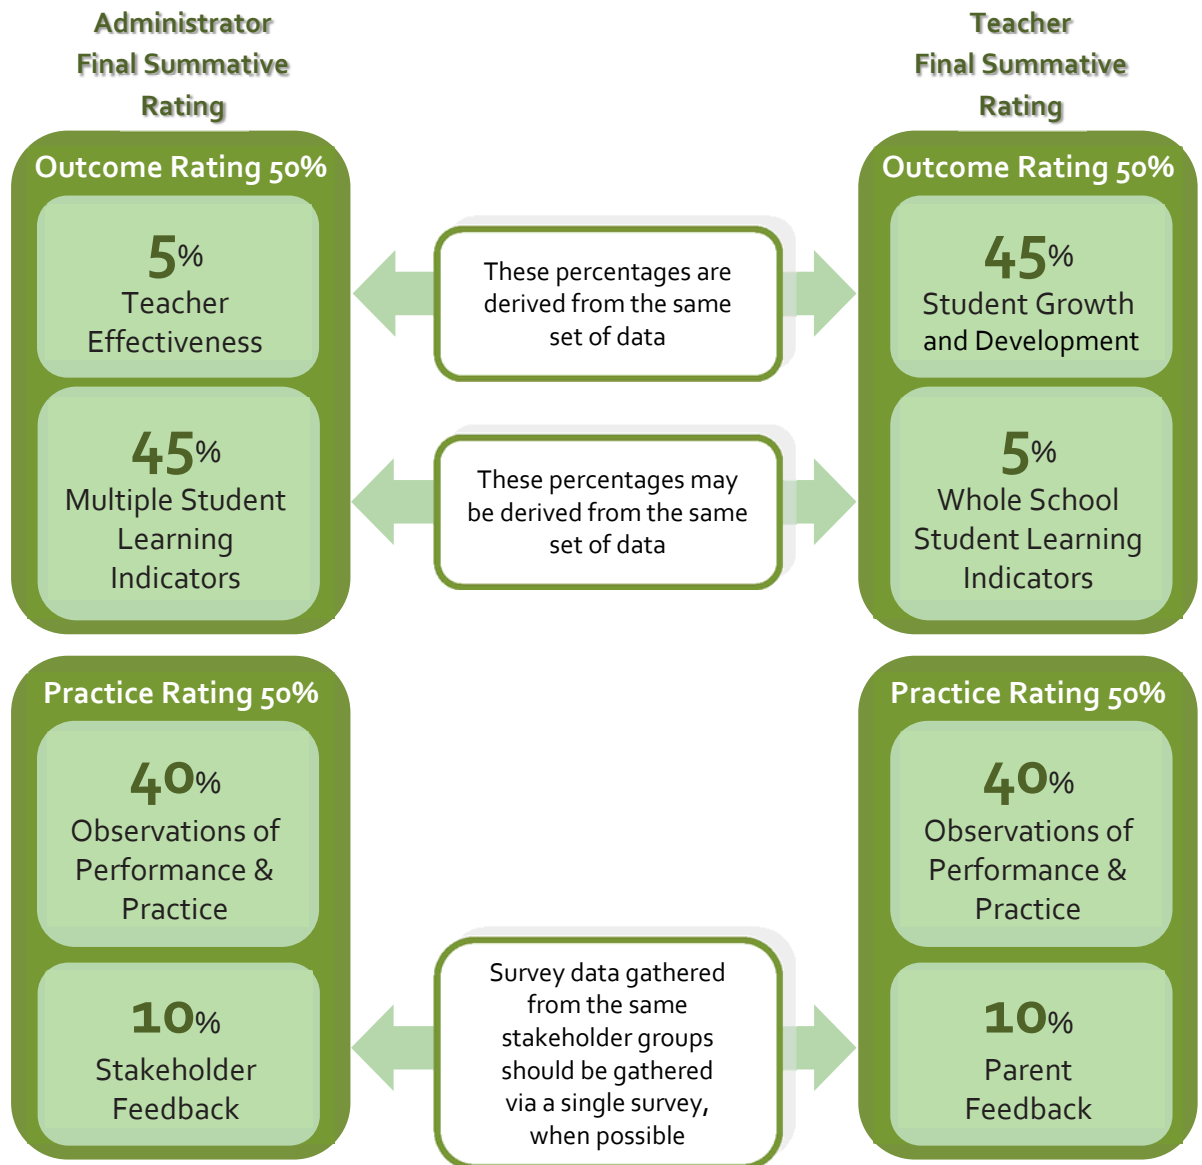 Administrator
Final Summative
Rating
Outcome Rating 50%
5%
Teacher
Effectiveness
45%
Multiple Student
Learning
Indicators
Practice Rating 50%
40%
Observations of
Performance &
Practice
10%
Stakeholder
Feedback
These percentages are
derived from the same
set of data
These percentages may
be derived from the same
set of data
Survey data gathered
from the same
stakeholder groups
should be gathered
via a single survey,
when possible
Teacher
Final Summative
Rating
Outcome Rating 50%
45%
Student Growth
and Development
5%
Whole School
Student Learning
Indicators
Practice Rating 50%
40%
Observations of
Performance &
Practice
10%
Parent
Feedback